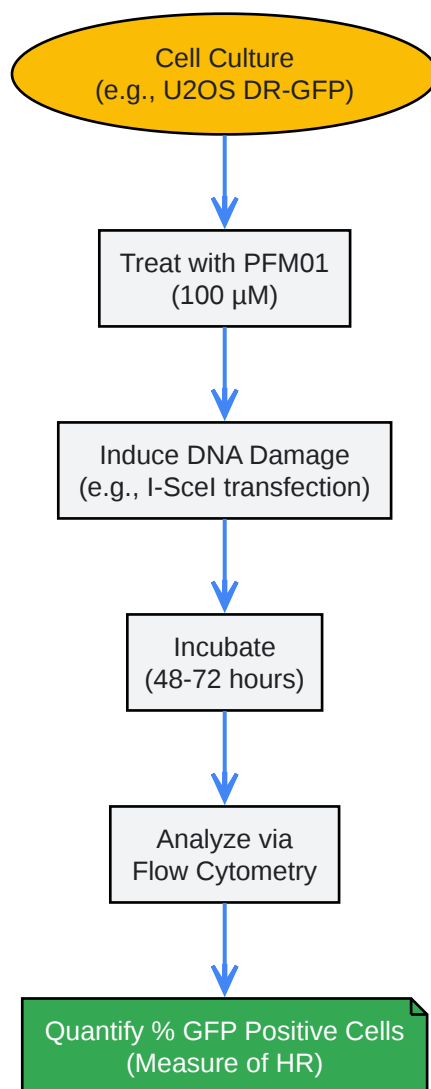 Cell Culture
(e.g., U2OS DR-GFP)
Treat with PFM01
(100 µM)
Induce DNA Damage
(e.g., I-SceI transfection)
Incubate
(48-72 hours)
Analyze via
Flow Cytometry
Quantify % GFP Positive Cells
(Measure of HR)